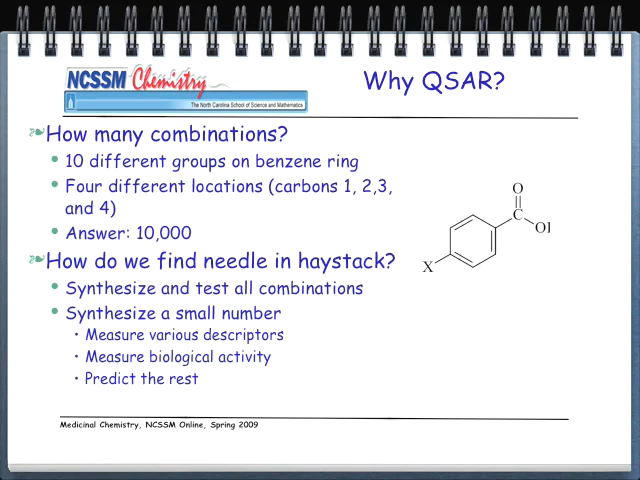 NCSSM Chemistry
The North Carolina School of Science and Mathematics
Why QSAR?
How many combinations?
• 10 different groups on benzene ring
• Four different locations (carbons 1, 2,3,
and 4)
• Answer: 10,000
How do we find needle in haystack?
• Synthesize and test all combinations
• Synthesize a small number
• Measure various descriptors
• Measure biological activity
• Predict the rest
O
C
X
Medicinal Chemistry, NCSSM Online, Spring 2009